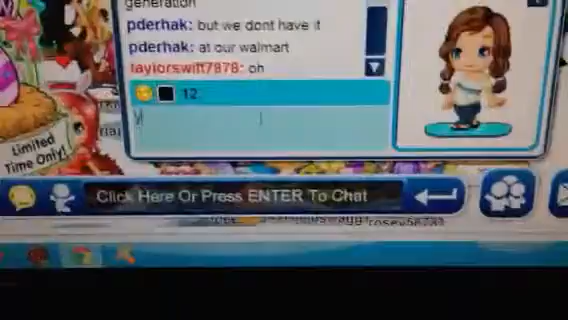 generation
pderhak: but we dont have it
pderhak: at our walmart
taylorswift7878: oh
12
y
Limited
Time Only!
Click Here Or Press ENTER To Chat